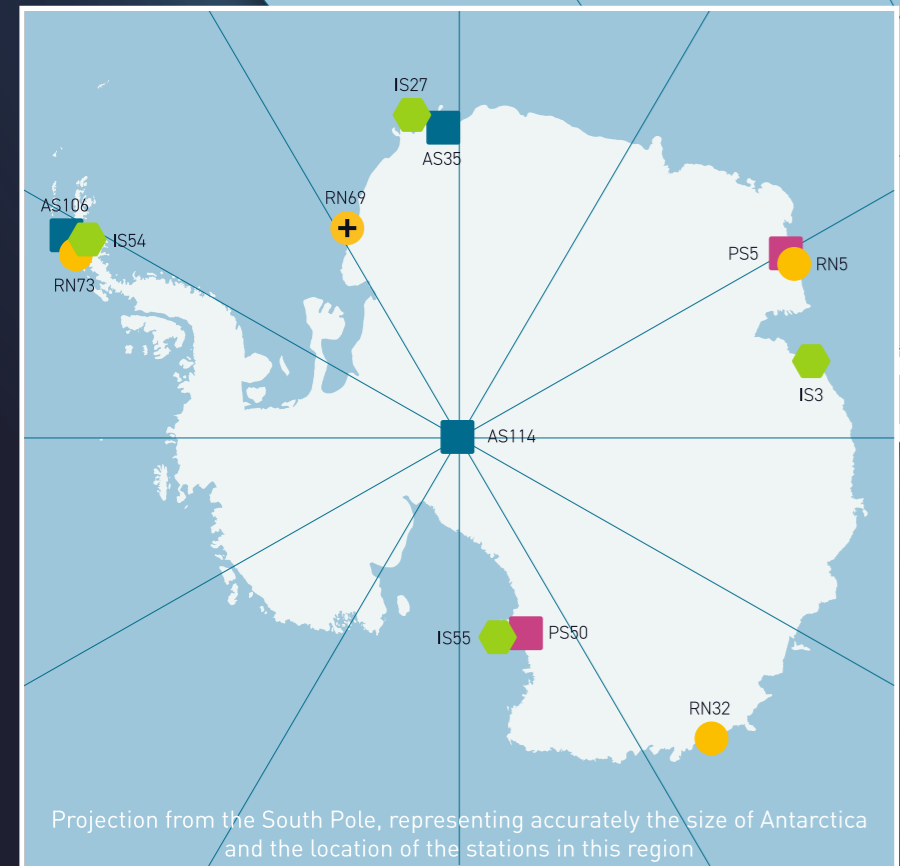 IS27
AS35
RN69
AS106
IS54
RN73
PS5
RN5
IS3
AS114
IS55
PS50
RN32
Projection from the South Pole, representing accurately the size of Antarctica
and the location of the stations in this region